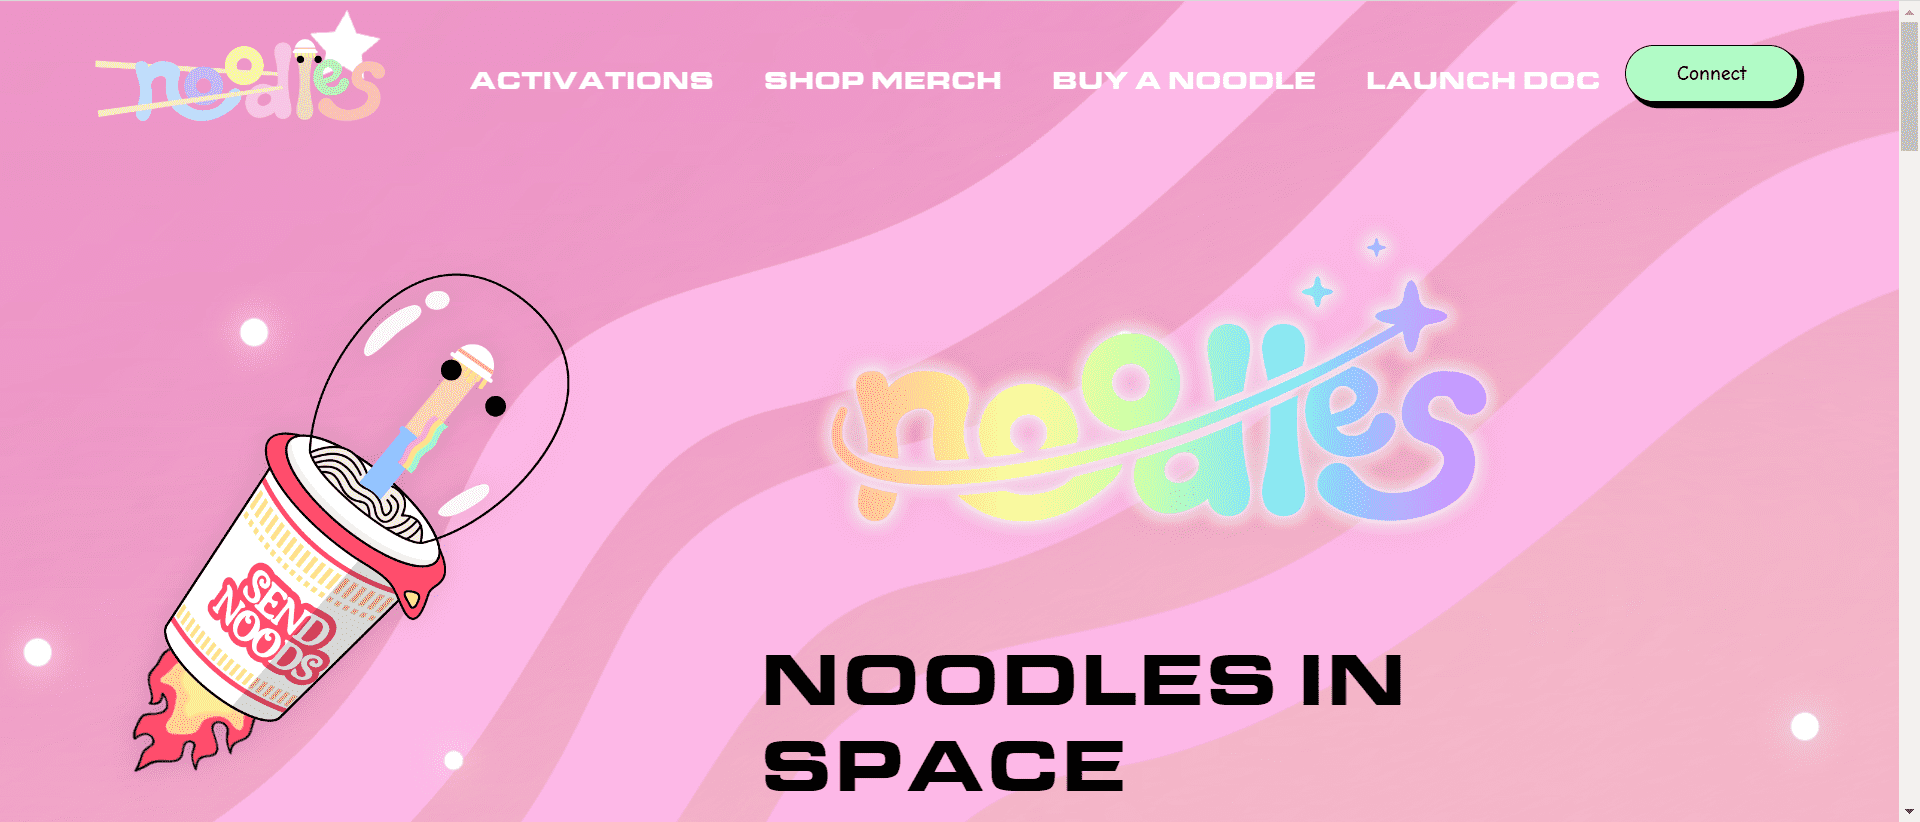 noodles
ACTIVATIONS
SHOP MERCH
BUY A NOODLE
LAUNCH DOC
Connect
noodles
SEND
NOODS
NOODLES IN
SPACE